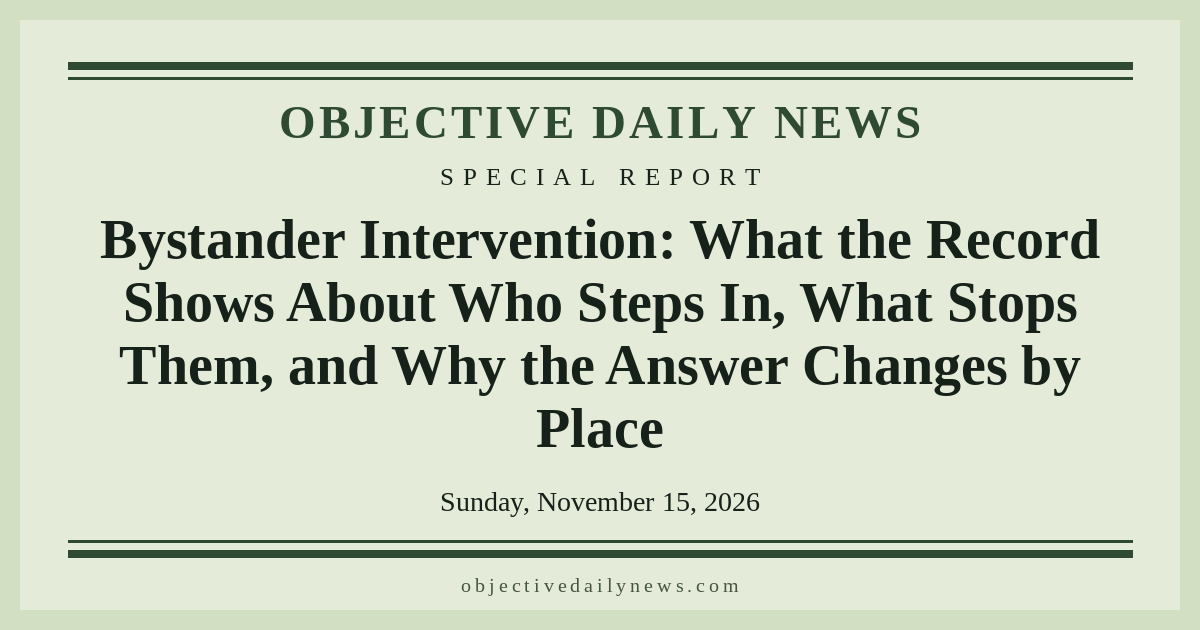 OBJECTIVE DAILY NEWS
SPECIAL REPORT
Bystander Intervention: What the Record
Shows About Who Steps In, What Stops
Them, and Why the Answer Changes by
Place
Sunday, November 15, 2026
objectivedailynews.com